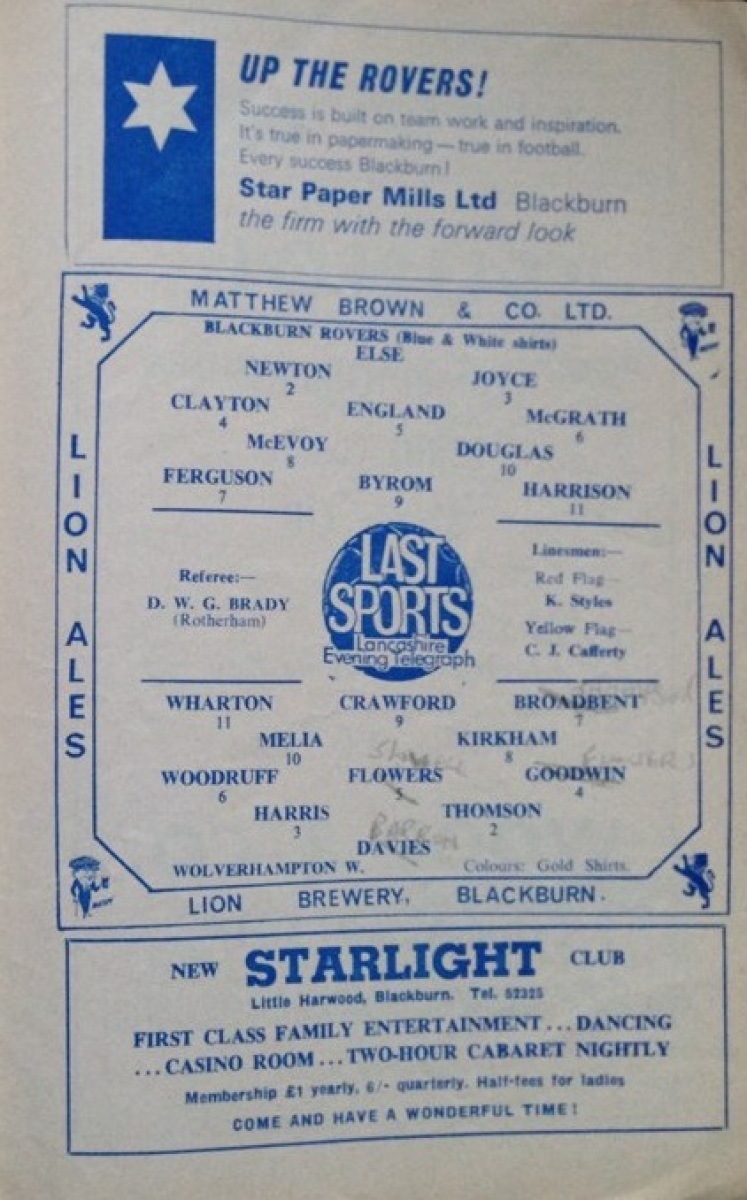 UP THE ROVERS!
Success is built on team work and inspiration.
It's true in papermaking — true in football.
Every success Blackburn!
Star Paper Mills Ltd Blackburn
the firm with the forward look
MATTHEW BROWN & CO. LTD.
LION ALES
LION ALES
BLACKBURN ROVERS (Blue & White shirts)
ELSE
NEWTON JOYCE
2 3
CLAYTON ENGLAND McGRATH
4 5 6
McEVOY DOUGLAS
8 10
FERGUSON BYROM HARRISON
7 9 11
Referee:—
D. W. G. BRADY
(Rotherham)
LAST
SPORTS
Lancashire
Evening Telegraph
Linesmen:—
Red Flag—
K. Styles
Yellow Flag—
C. J. Cafferty
WHARTON CRAWFORD BROADBENT
11 9 7
MELIA KIRKHAM
10 8
WOODRUFF FLOWERS GOODWIN
6 5 4
FLOWERS
HARRIS THOMSON
3 2
BARRON
DAVIES
WOLVERHAMPTON W. Colours: Gold Shirts.
LION BREWERY, BLACKBURN.
NEW STARLIGHT CLUB
Little Harwood, Blackburn. Tel. 52325
FIRST CLASS FAMILY ENTERTAINMENT ... DANCING
... CASINO ROOM ... TWO-HOUR CABARET NIGHTLY
Membership £1 yearly, 6/- quarterly. Half-fees for ladies
COME AND HAVE A WONDERFUL TIME!